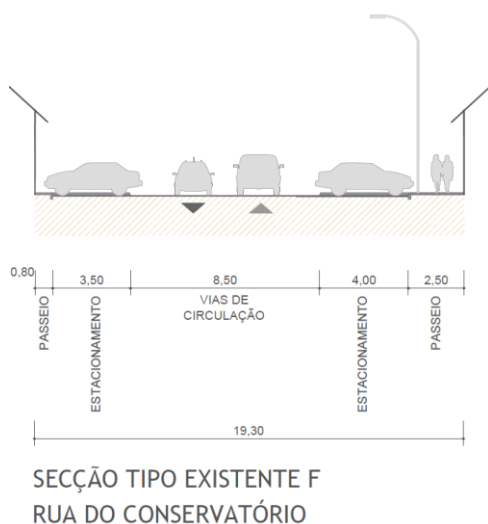 0,80 3,50 8,50 4,00 2,50
PASSEIO
ESTACIONAMENTO
VIAS DE
CIRCULAÇÃO
ESTACIONAMENTO
PASSEIO
19,30
SECÇÃO TIPO EXISTENTE F
RUA DO CONSERVATÓRIO